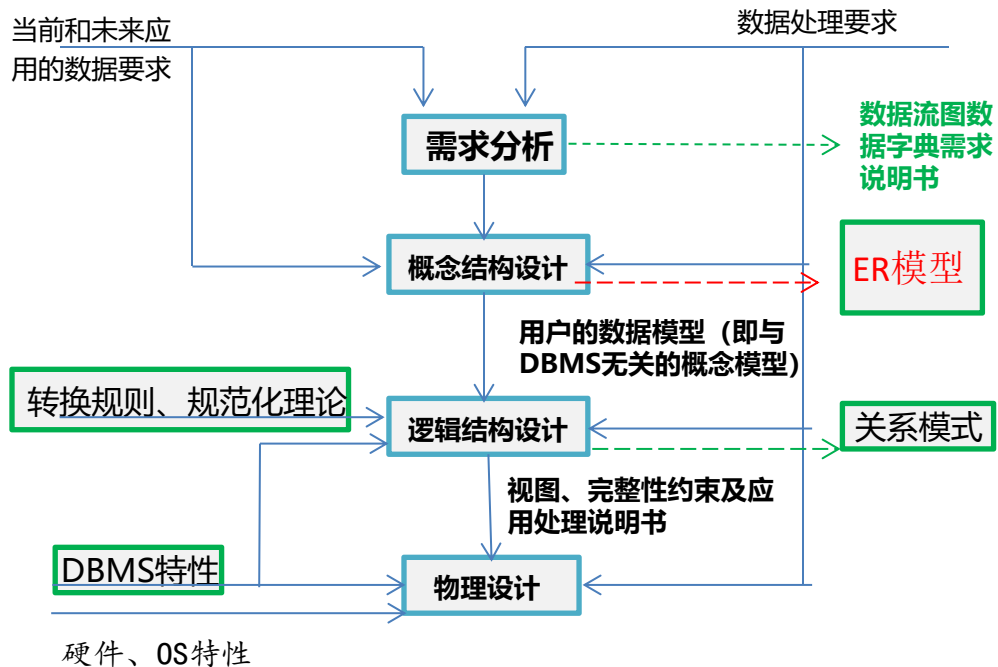 当前和未来应
用的数据要求
数据处理要求
需求分析
数据流图数
据字典需求
说明书
概念结构设计
ER模型
用户的数据模型（即与
DBMS无关的概念模型）
转换规则、规范化理论
逻辑结构设计
关系模式
视图、完整性约束及应
用处理说明书
DBMS特性
物理设计
硬件、OS特性